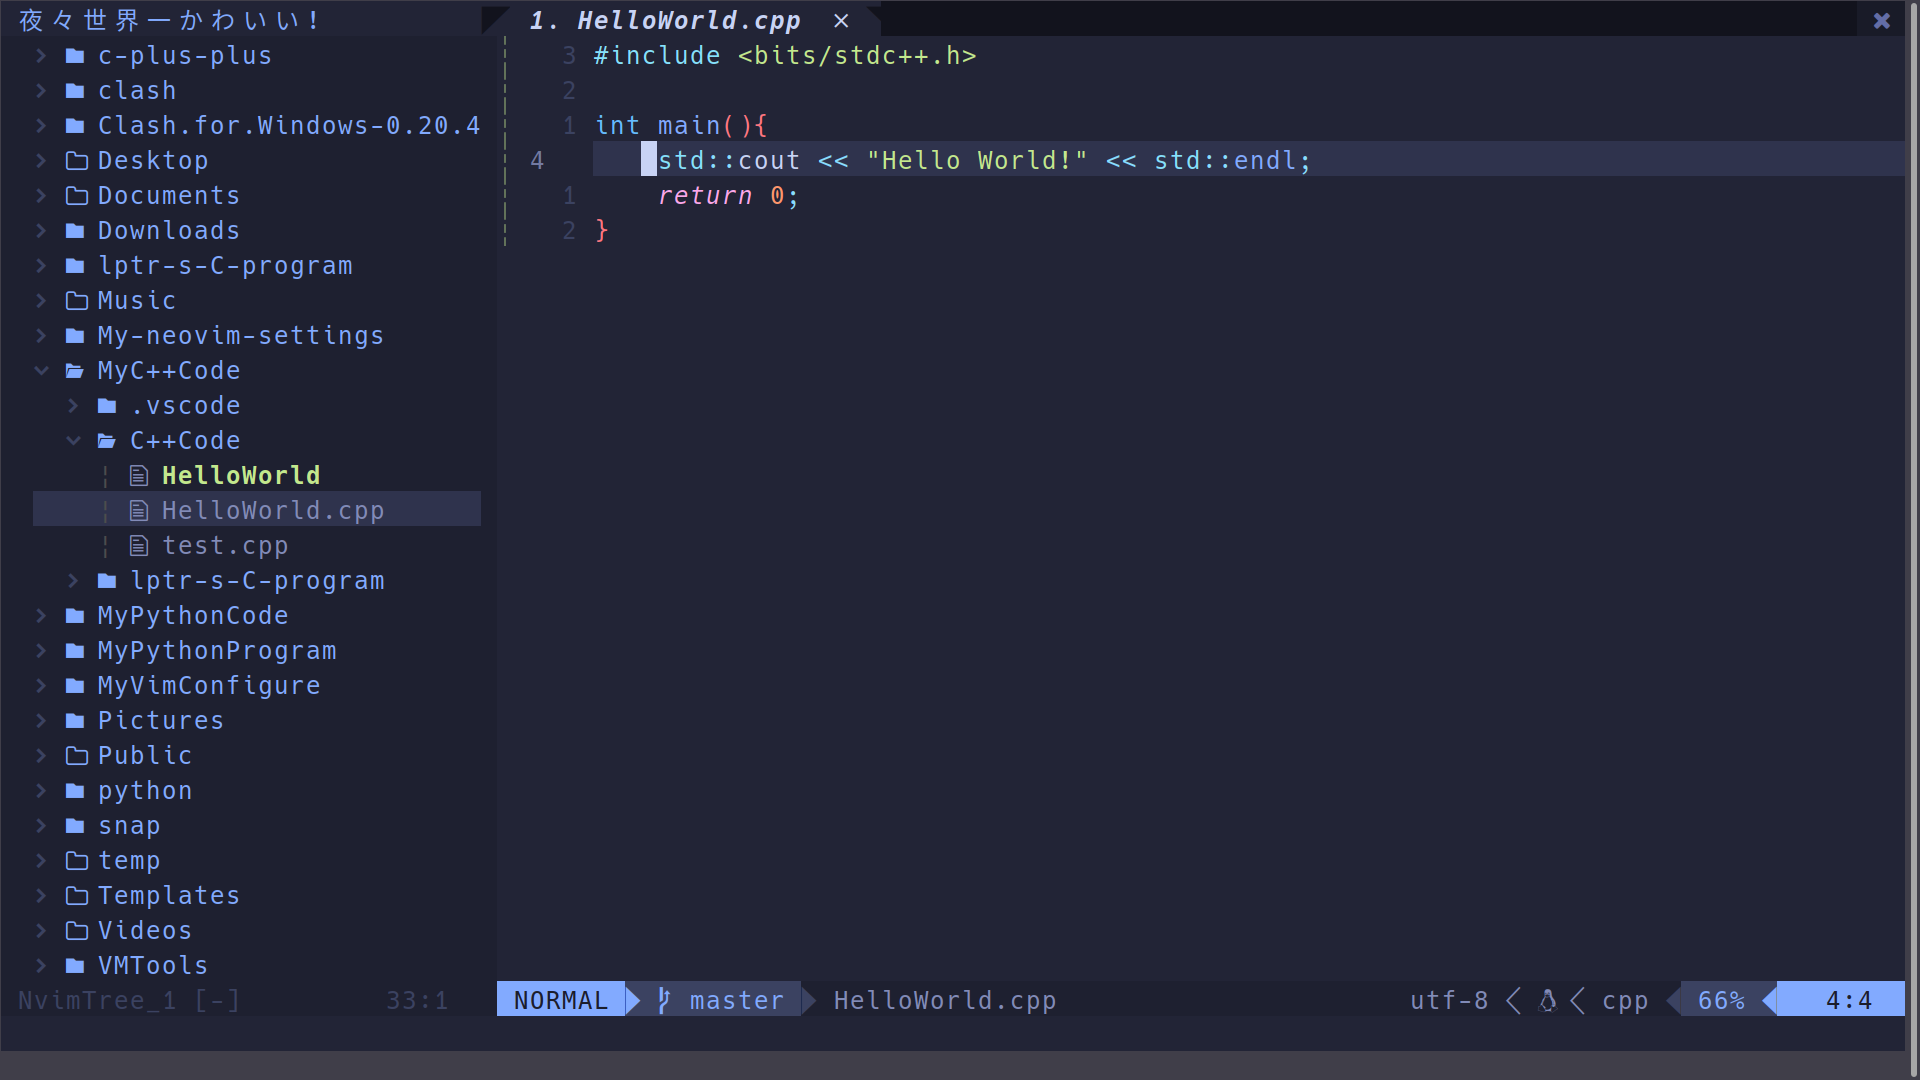 夜々世界一かわいい！
c-plus-plus
clash
Clash.for.Windows-0.20.4
Desktop
Documents
Downloads
lptr-s-C-program
Music
My-neovim-settings
MyC++Code
.vscode
C++Code
HelloWorld
HelloWorld.cpp
test.cpp
lptr-s-C-program
MyPythonCode
MyPythonProgram
MyVimConfigure
Pictures
Public
python
snap
temp
Templates
Videos
VMTools
NvimTree_1 [-] 33:1
1. HelloWorld.cpp ×
3 #include <bits/stdc++.h>
2
1 int main(){
4 std::cout << "Hello World!" << std::endl;
1 return 0;
2 }
NORMAL master HelloWorld.cpp utf-8 cpp 66% 4:4